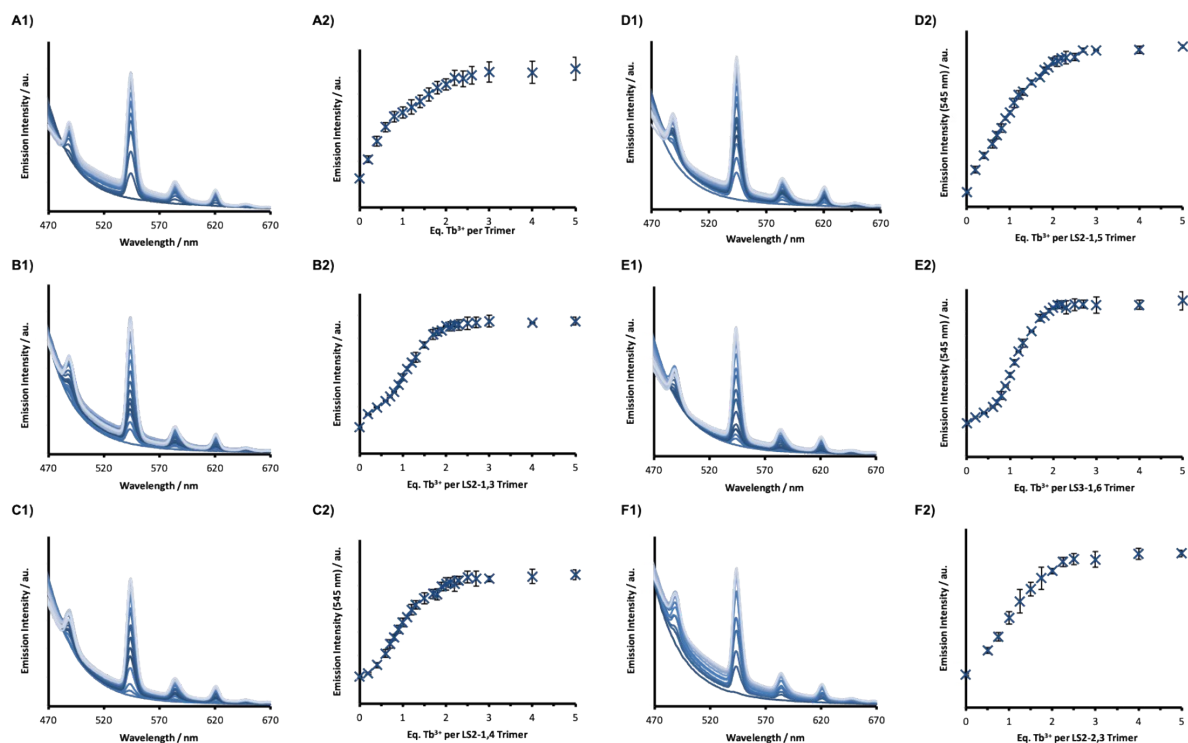 A1)
Emission Intensity / au.
470 520 570 620 670
Wavelength / nm
A2)
Emission Intensity / au.
0 1 2 3 4 5
Eq. Tb³⁺ per Trimer
D1)
Emission Intenity / au.
470 520 570 620 670
Wavelength / nm
D2)
Emission Intensity (545 nm) / au.
0 1 2 3 4 5
Eq. Tb³⁺ per LS2-1,5 Trimer
B1)
Emission Intensity / au.
470 520 570 620 670
Wavelength / nm
B2)
Emission Intensity / au.
0 1 2 3 4 5
Eq. Tb³⁺ per LS2-1,3 Trimer
E1)
Emission Intensity / au.
470 520 570 620 670
Wavelength / nm
E2)
Emission Intensity (545 nm) / au.
0 1 2 3 4 5
Eq. Tb³⁺ per LS3-1,6 Trimer
C1)
Emission Intensity / au.
470 520 570 620 670
Wavelength / nm
C2)
Emission Intensity (545 nm) / au.
0 1 2 3 4 5
Eq. Tb³⁺ per LS2-1,4 Trimer
F1)
Emission Intensity / au.
470 520 570 620 670
Wavelength / nm
F2)
Emission Intensity / au.
0 1 2 3 4 5
Eq. Tb³⁺ per LS2-2,3 Trimer